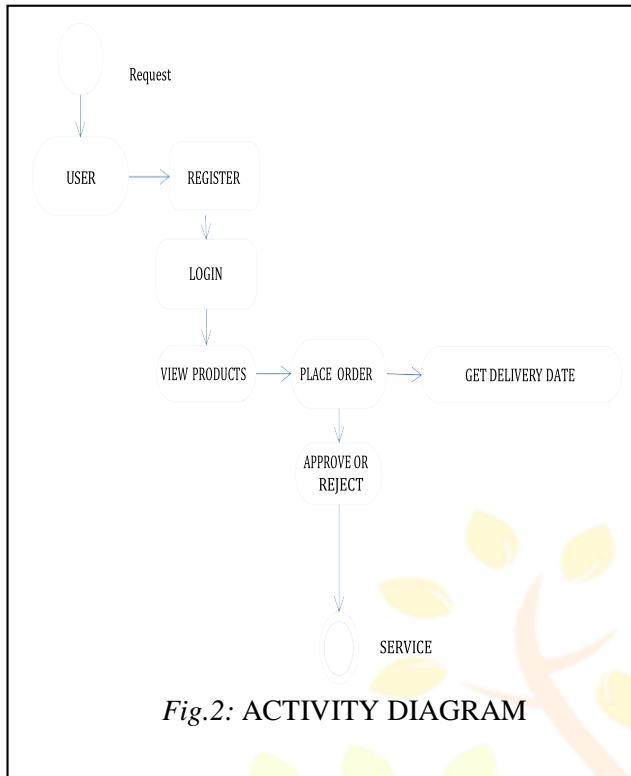 Request
USER
REGISTER
LOGIN
VIEW PRODUCTS
PLACE ORDER
GET DELIVERY DATE
APPROVE OR
REJECT
SERVICE
Fig.2: ACTIVITY DIAGRAM